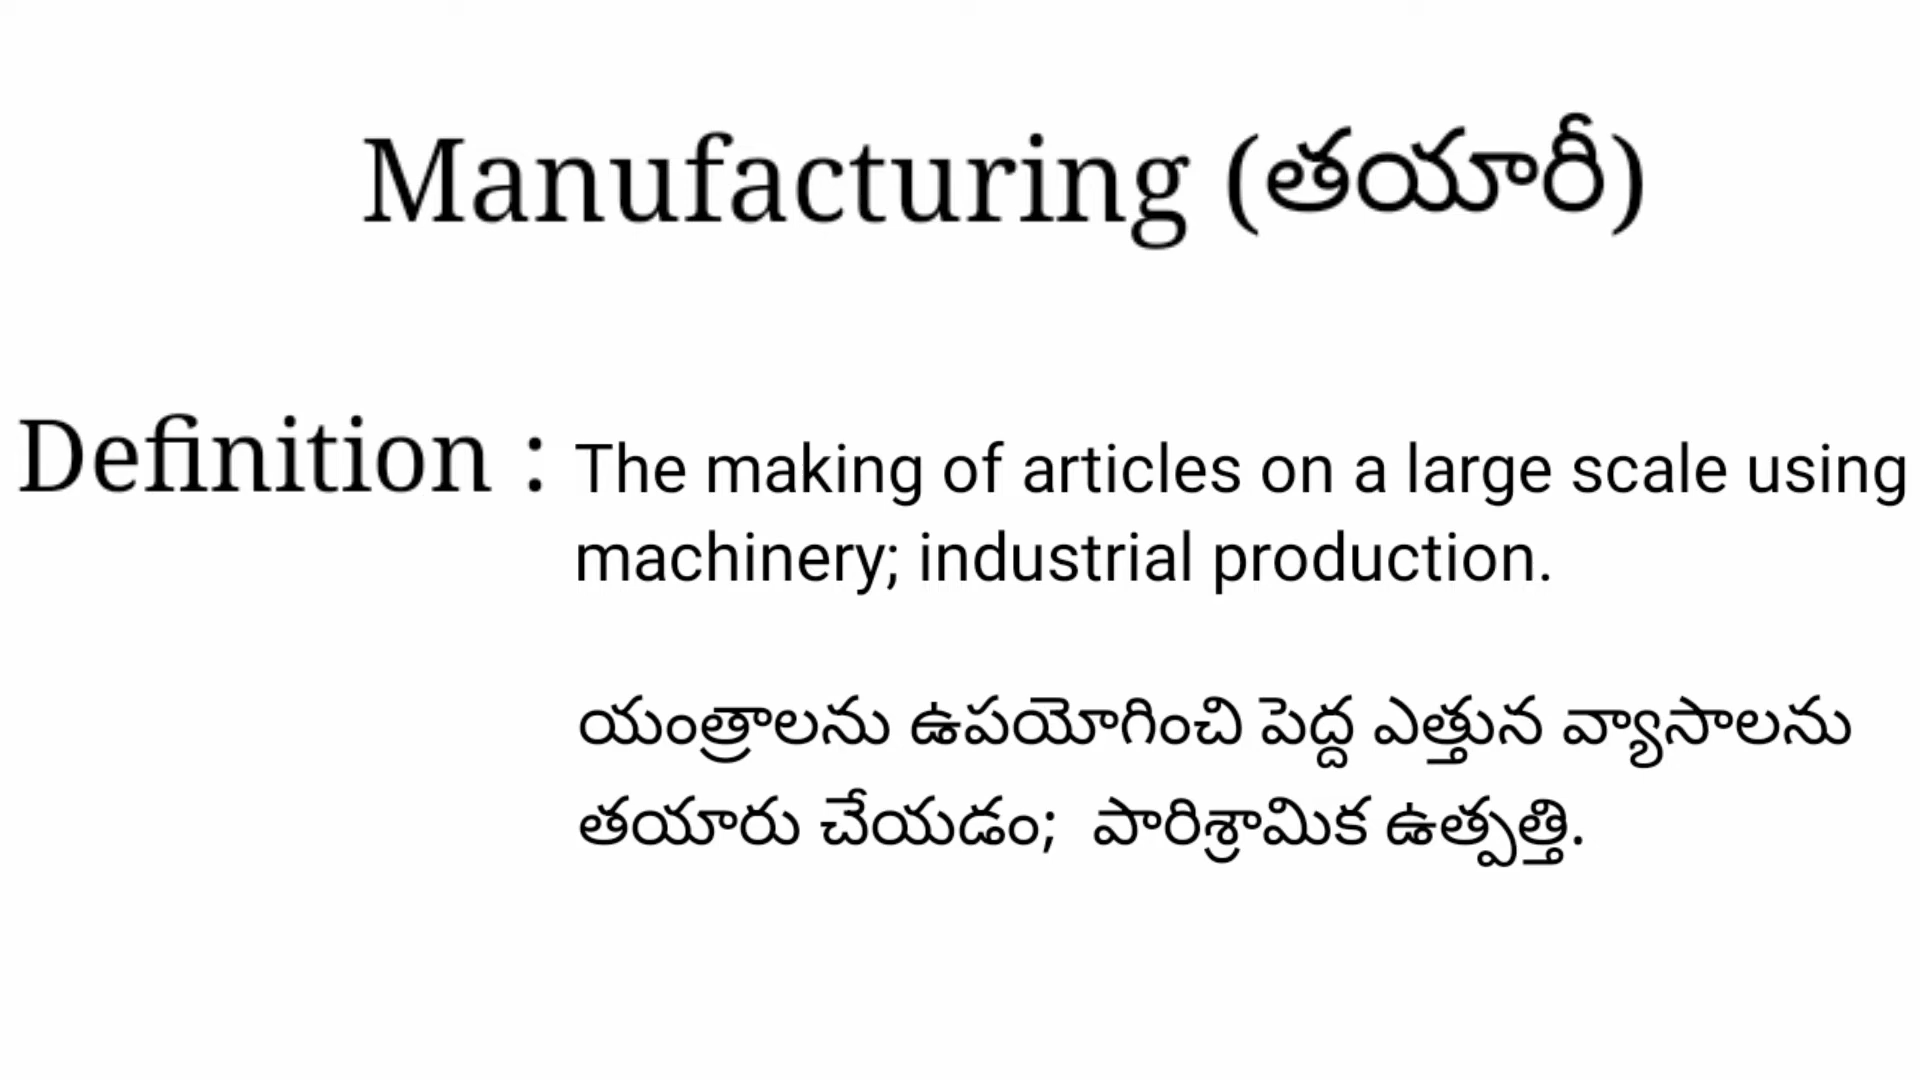 Manufacturing (తయారీ)
Definition : The making of articles on a large scale using
machinery; industrial production.
యంత్రాలను ఉపయోగించి పెద్ద ఎత్తున వ్యాసాలను
తయారు చేయడం; పారిశ్రామిక ఉత్పత్తి.